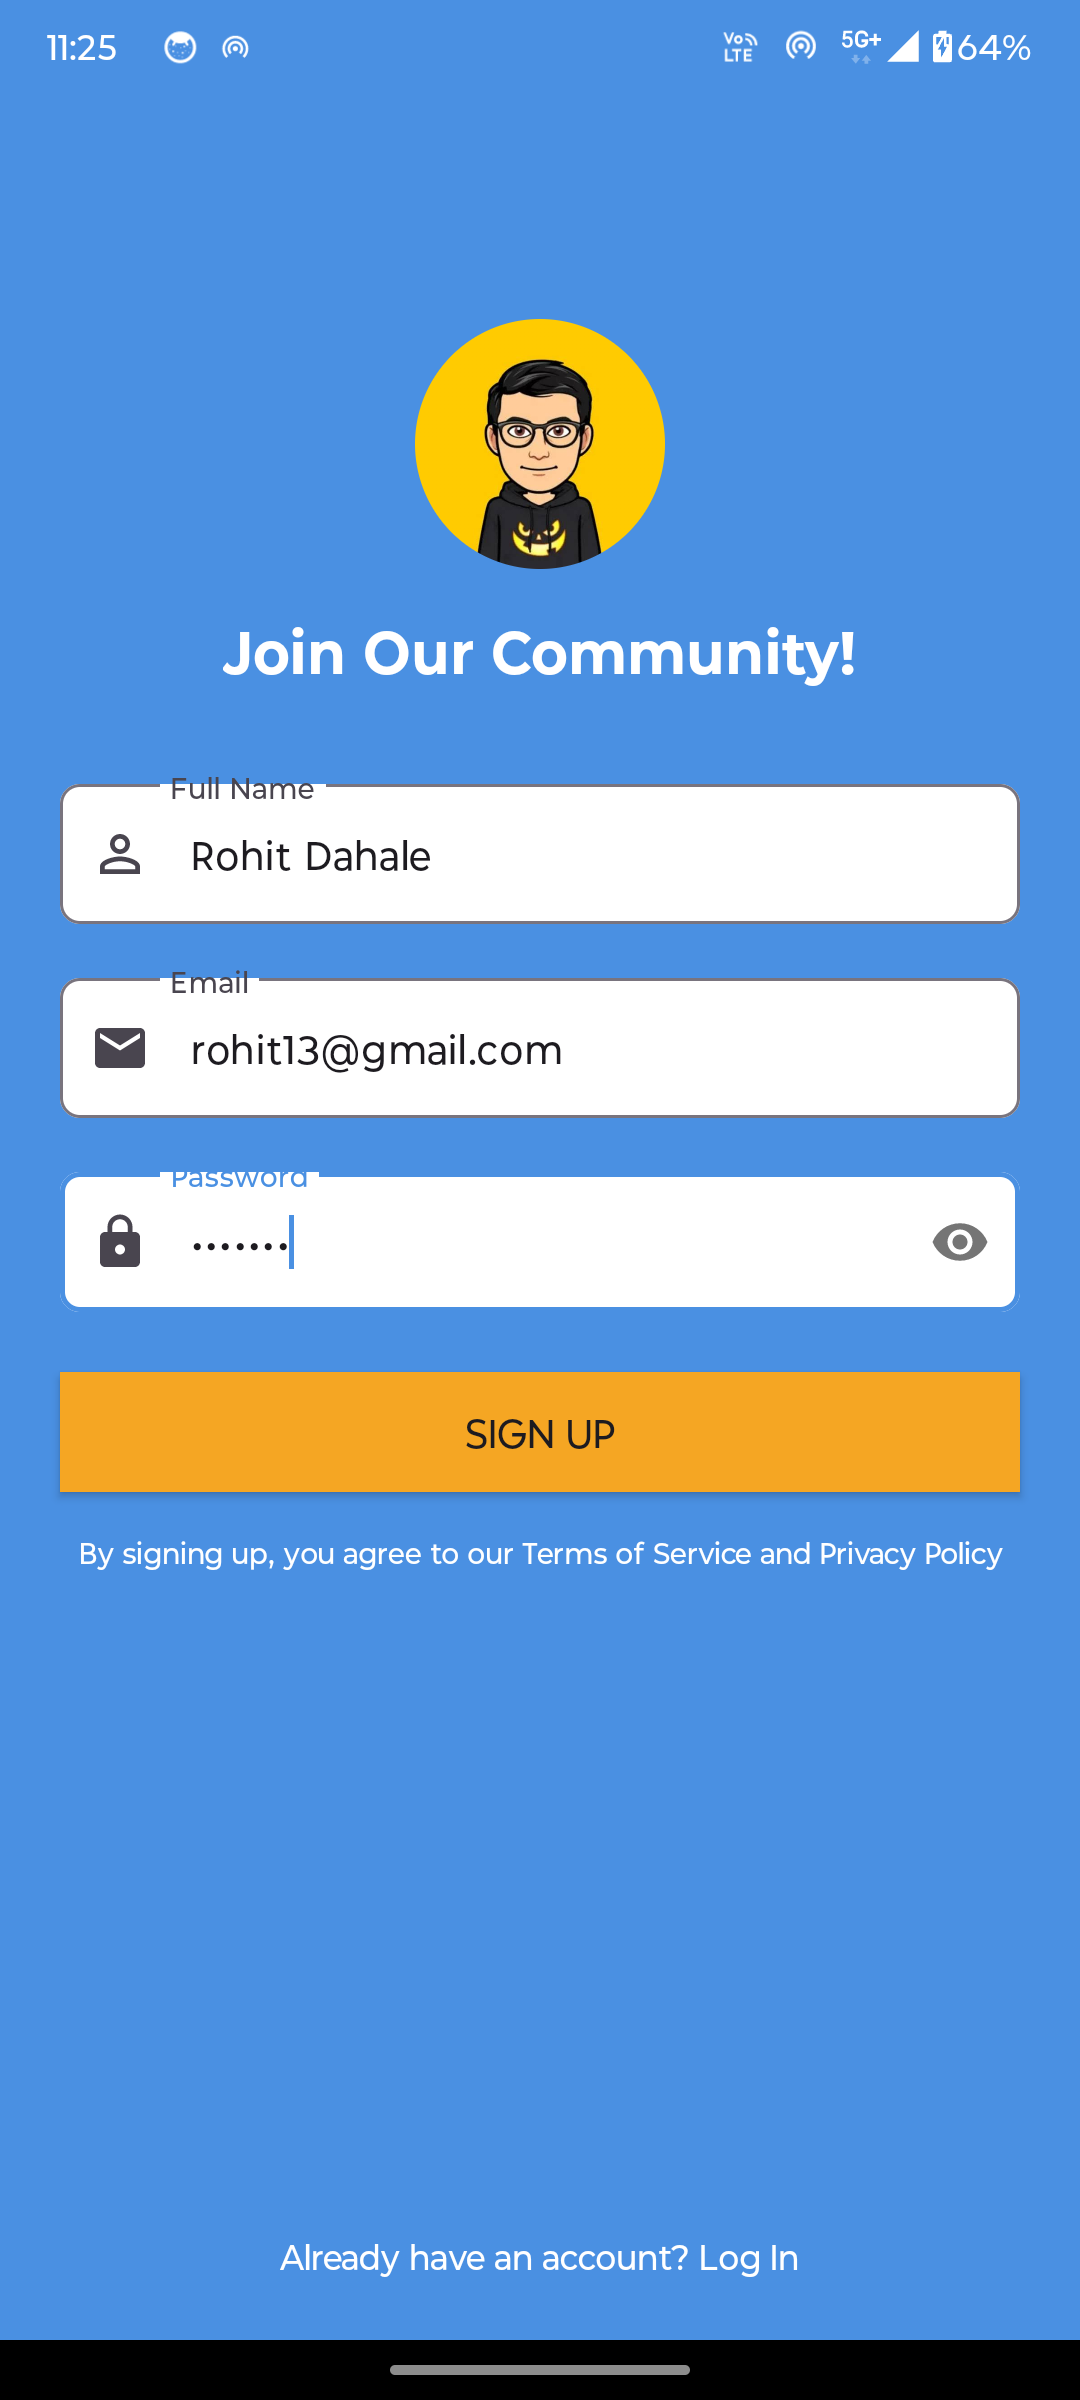 11:25
Vo LTE 5G+ 64%
Join Our Community!
Full Name
Rohit Dahale
Email
rohit13@gmail.com
Password
•••••••
SIGN UP
By signing up, you agree to our Terms of Service and Privacy Policy
Already have an account? Log In